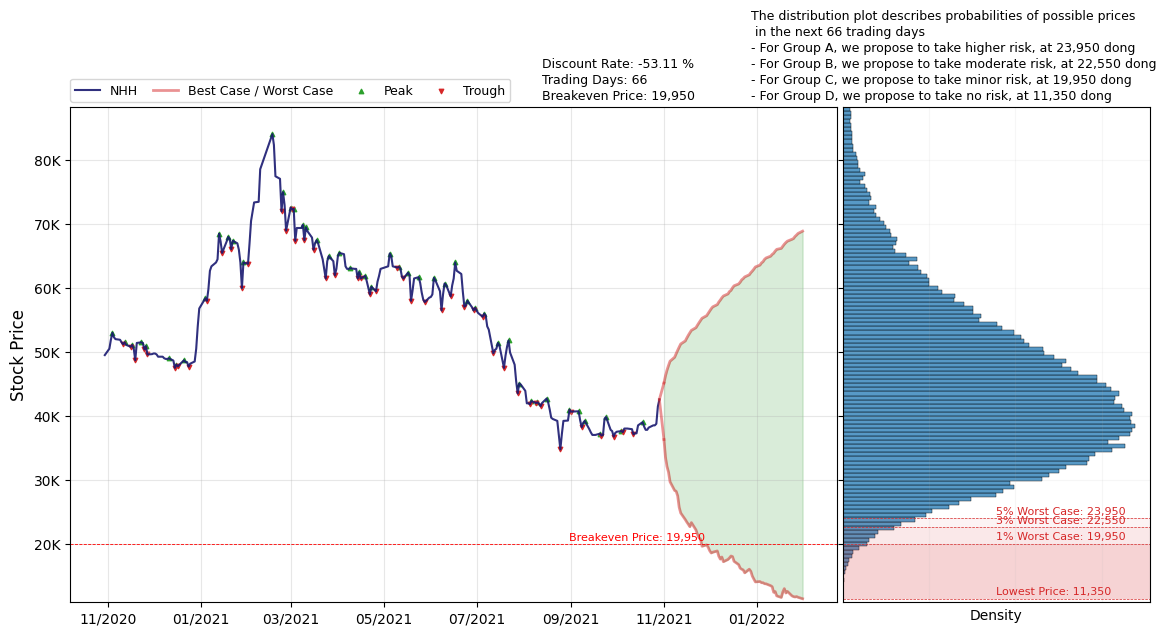 The distribution plot describes probabilities of possible prices
in the next 66 trading days
- For Group A, we propose to take higher risk, at 23,950 dong
- For Group B, we propose to take moderate risk, at 22,550 dong
- For Group C, we propose to take minor risk, at 19,950 dong
- For Group D, we propose to take no risk, at 11,350 dong
Discount Rate: -53.11 %
Trading Days: 66
Breakeven Price: 19,950
NHH Best Case / Worst Case Peak Trough
Stock Price
80K
70K
60K
50K
40K
30K
20K
Breakeven Price: 19,950
11/2020 01/2021 03/2021 05/2021 07/2021 09/2021 11/2021 01/2022
5% Worst Case: 23,950
3% Worst Case: 22,550
1% Worst Case: 19,950
Lowest Price: 11,350
Density